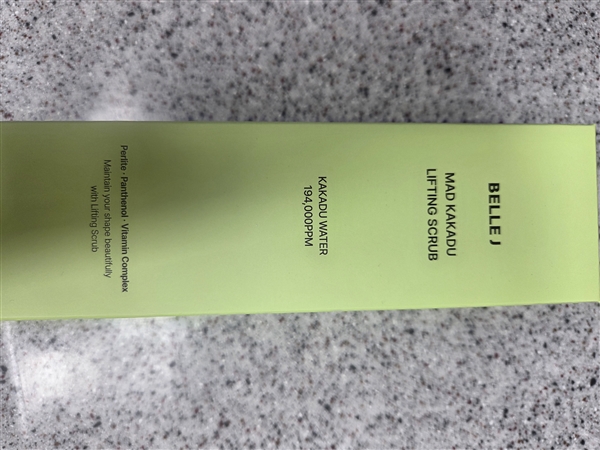 BELLE J
MAD KAKADU
LIFTING SCRUB
KAKADU WATER
194,000PPM
Perlite · Panthenol · Vitamin Complex
Maintain your shape beautifully
with Lifting Scrub